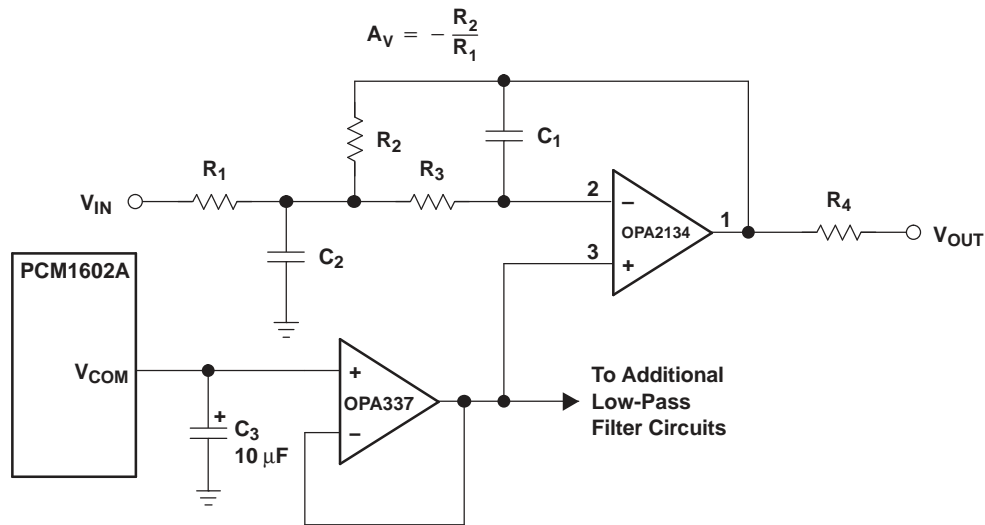 A_V = − R_2/R_1
R_2
C_1
R_1
R_3
V_IN
2
−
OPA2134
1
R_4
V_OUT
3
+
C_2
PCM1602A
V_COM
+
OPA337
−
+
C_3
10 μF
To Additional
Low-Pass
Filter Circuits